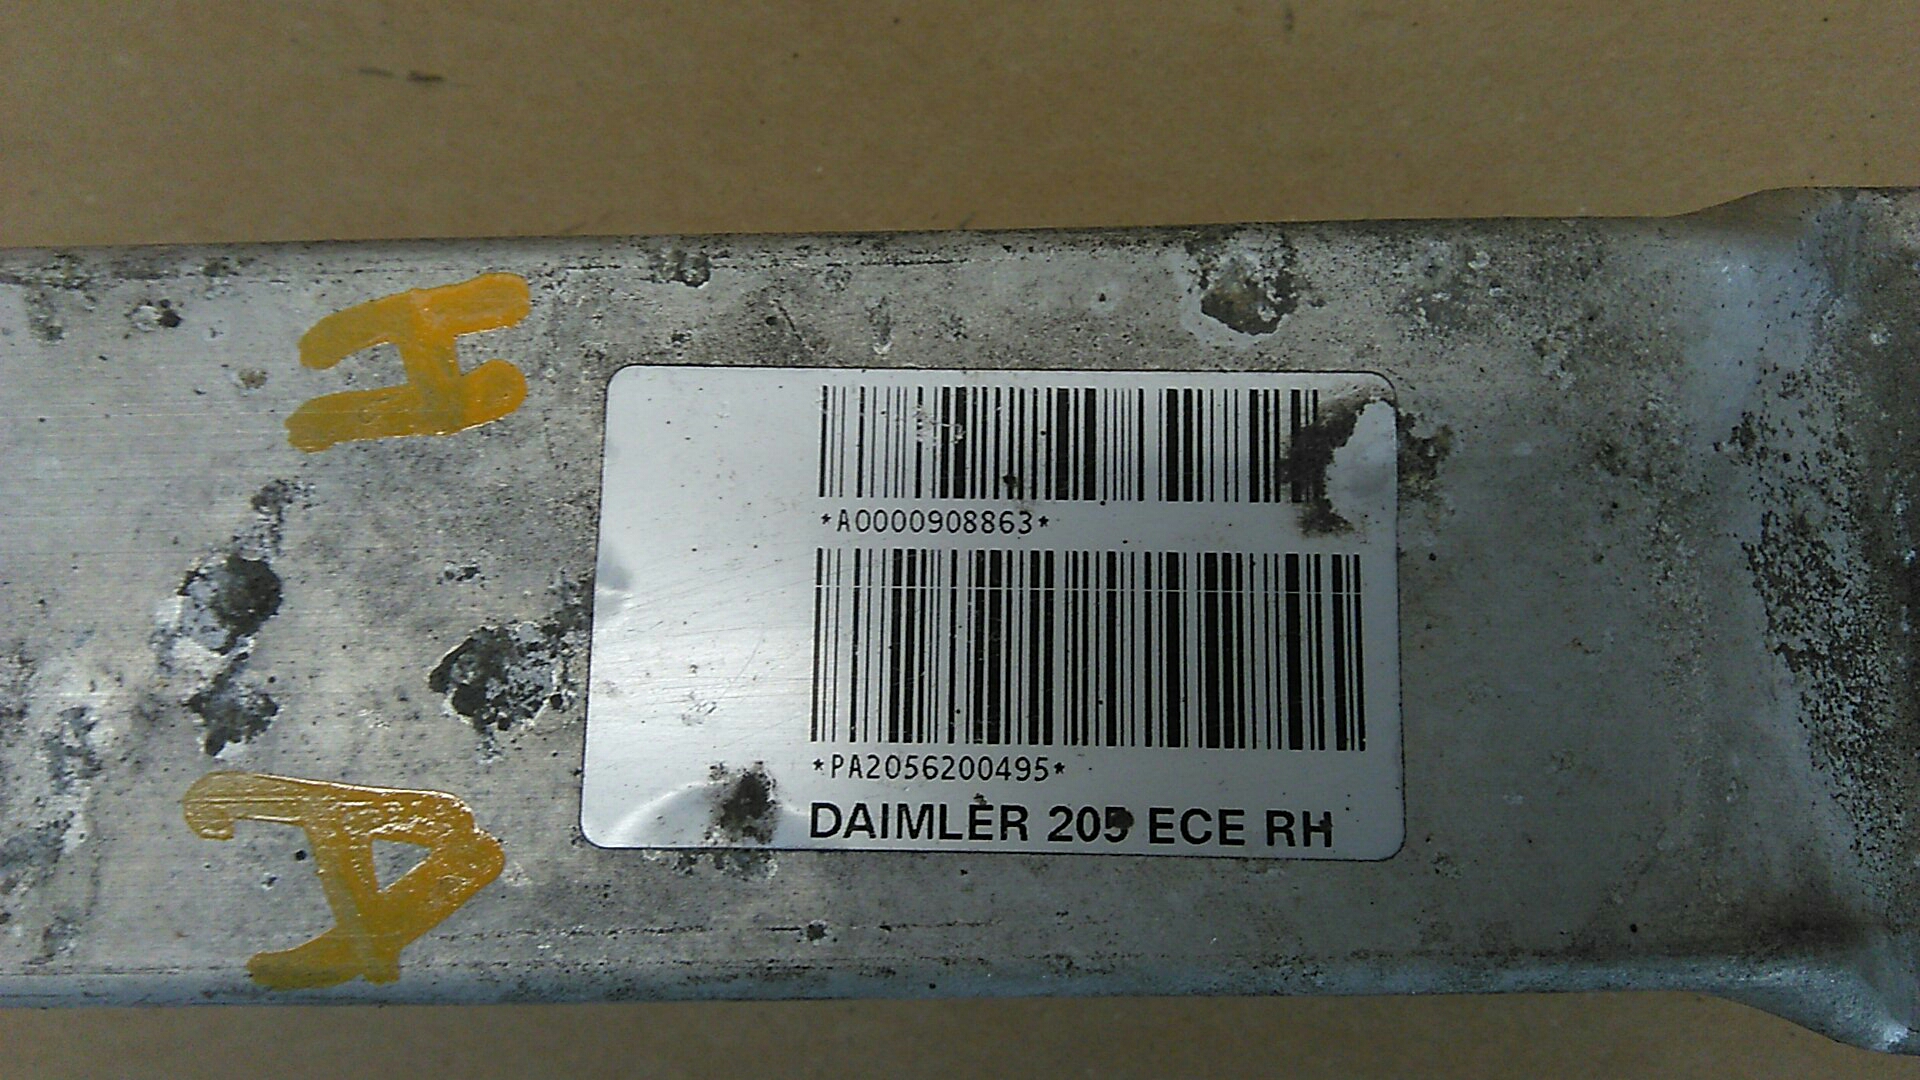 H
A
*A0000908863*
*PA2056200495*
DAIMLER 205 ECE RH